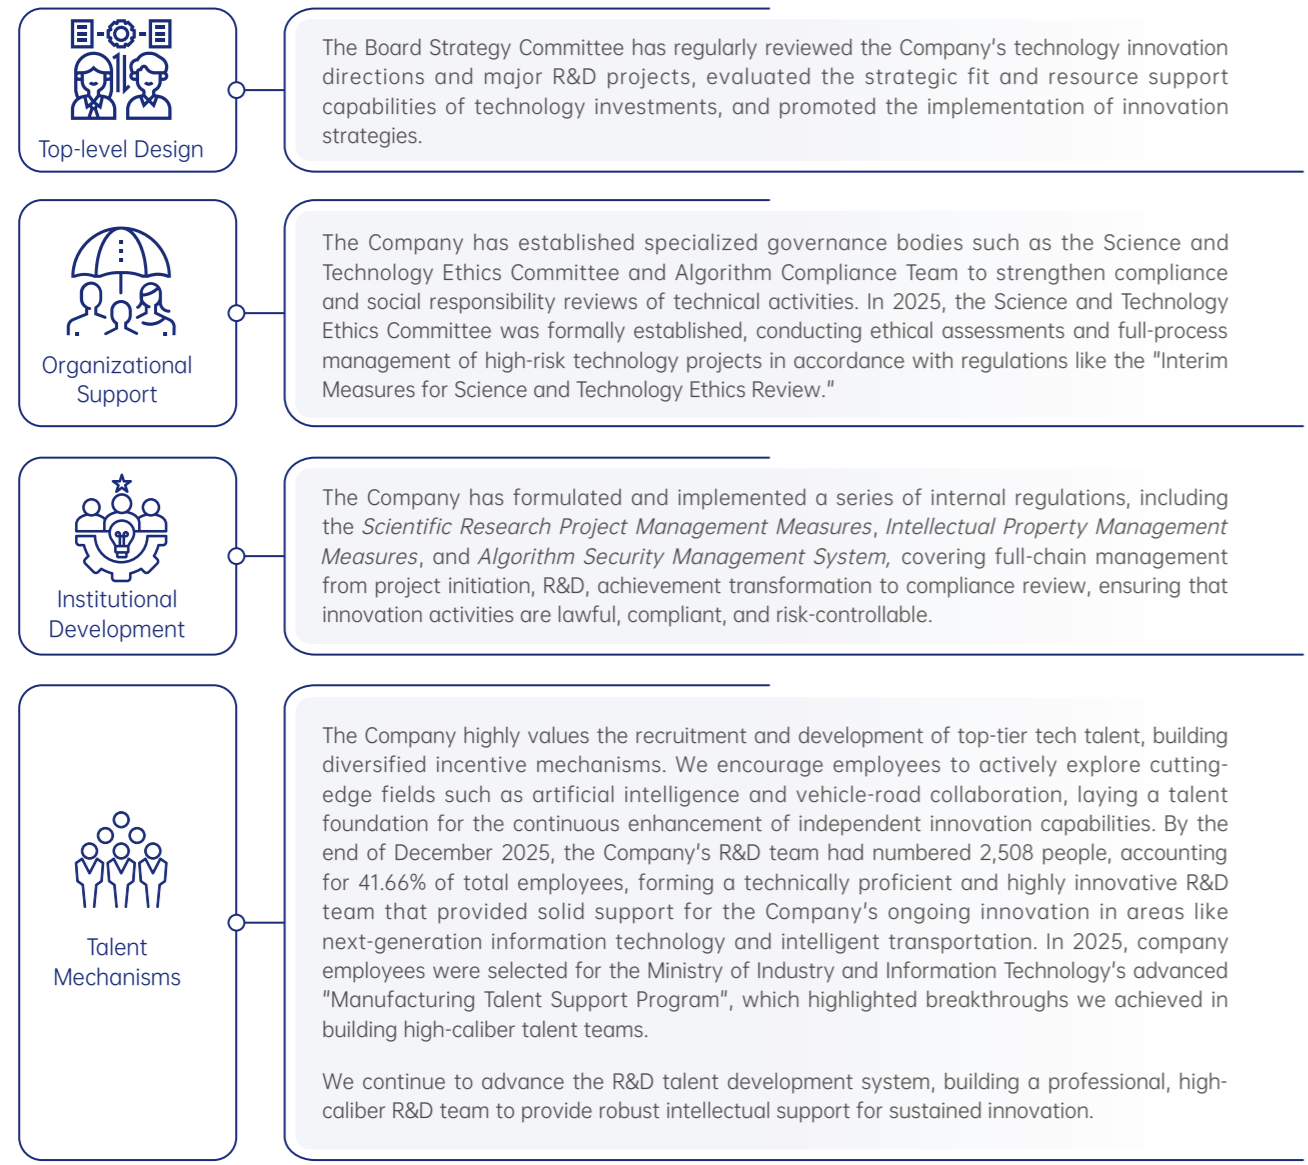 Top-level Design
The Board Strategy Committee has regularly reviewed the Company's technology innovation
directions and major R&D projects, evaluated the strategic fit and resource support
capabilities of technology investments, and promoted the implementation of innovation
strategies.
Organizational
Support
The Company has established specialized governance bodies such as the Science and
Technology Ethics Committee and Algorithm Compliance Team to strengthen compliance
and social responsibility reviews of technical activities. In 2025, the Science and Technology
Ethics Committee was formally established, conducting ethical assessments and full-process
management of high-risk technology projects in accordance with regulations like the "Interim
Measures for Science and Technology Ethics Review."
Institutional
Development
The Company has formulated and implemented a series of internal regulations, including
the Scientific Research Project Management Measures, Intellectual Property Management
Measures, and Algorithm Security Management System, covering full-chain management
from project initiation, R&D, achievement transformation to compliance review, ensuring that
innovation activities are lawful, compliant, and risk-controllable.
Talent
Mechanisms
The Company highly values the recruitment and development of top-tier tech talent, building
diversified incentive mechanisms. We encourage employees to actively explore cutting-
edge fields such as artificial intelligence and vehicle-road collaboration, laying a talent
foundation for the continuous enhancement of independent innovation capabilities. By the
end of December 2025, the Company's R&D team had numbered 2,508 people, accounting
for 41.66% of total employees, forming a technically proficient and highly innovative R&D
team that provided solid support for the Company's ongoing innovation in areas like
next-generation information technology and intelligent transportation. In 2025, company
employees were selected for the Ministry of Industry and Information Technology's advanced
"Manufacturing Talent Support Program", which highlighted breakthroughs we achieved in
building high-caliber talent teams.
We continue to advance the R&D talent development system, building a professional, high-
caliber R&D team to provide robust intellectual support for sustained innovation.